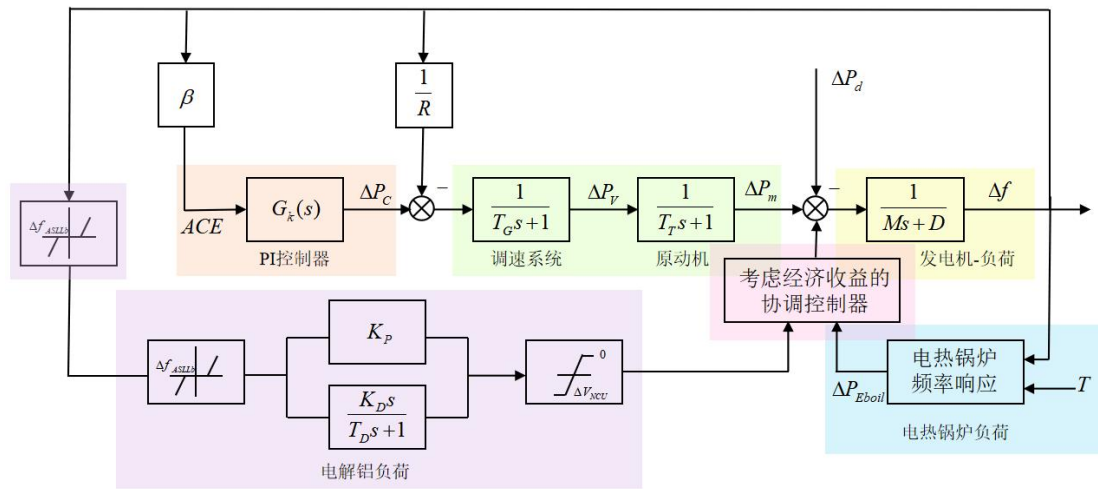 ΔP_d
β
1/R
Δf_ASLLb
ACE
G_k(s)
ΔP_C
−
1/(T_G s+1)
ΔP_V
1/(T_T s+1)
ΔP_m
−
1/(Ms+D)
Δf
PI控制器
调速系统
原动机
发电机-负荷
考虑经济收益的
协调控制器
Δf_ASLLb
K_P
K_D s/(T_D s+1)
0
ΔV_NCU
ΔP_Eboil
电热锅炉
频率响应
T
电解铝负荷
电热锅炉负荷